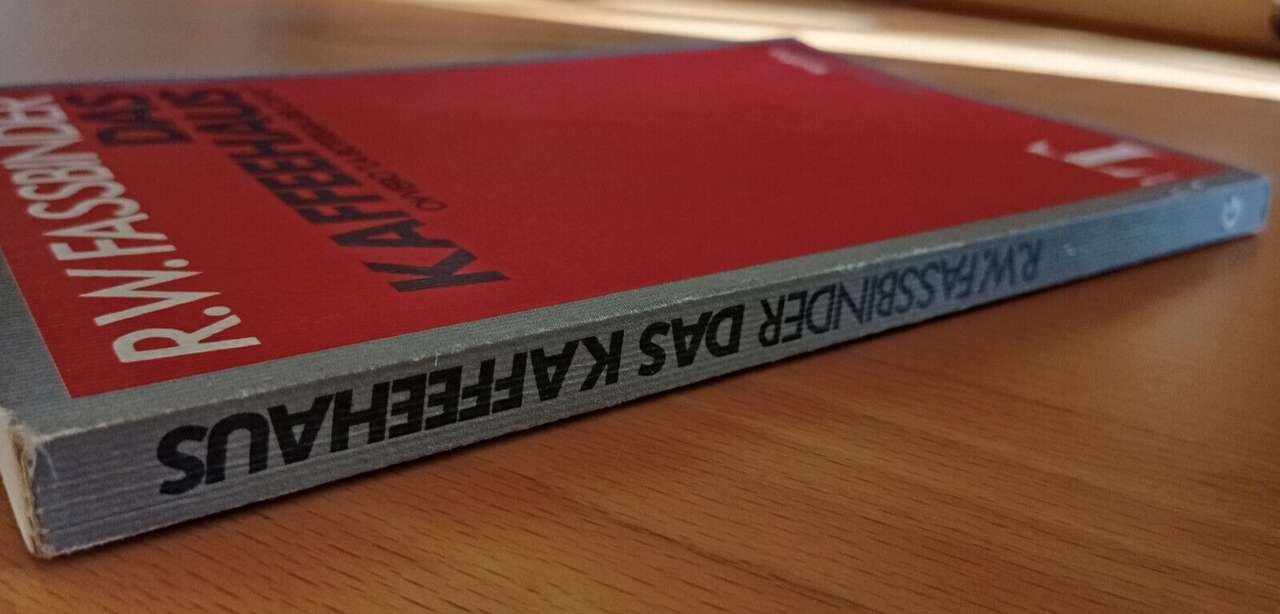 R.W.FASSBINDER
DAS
KAFFEEHAUS
R.W.FASSBINDER DAS KAFFEEHAUS